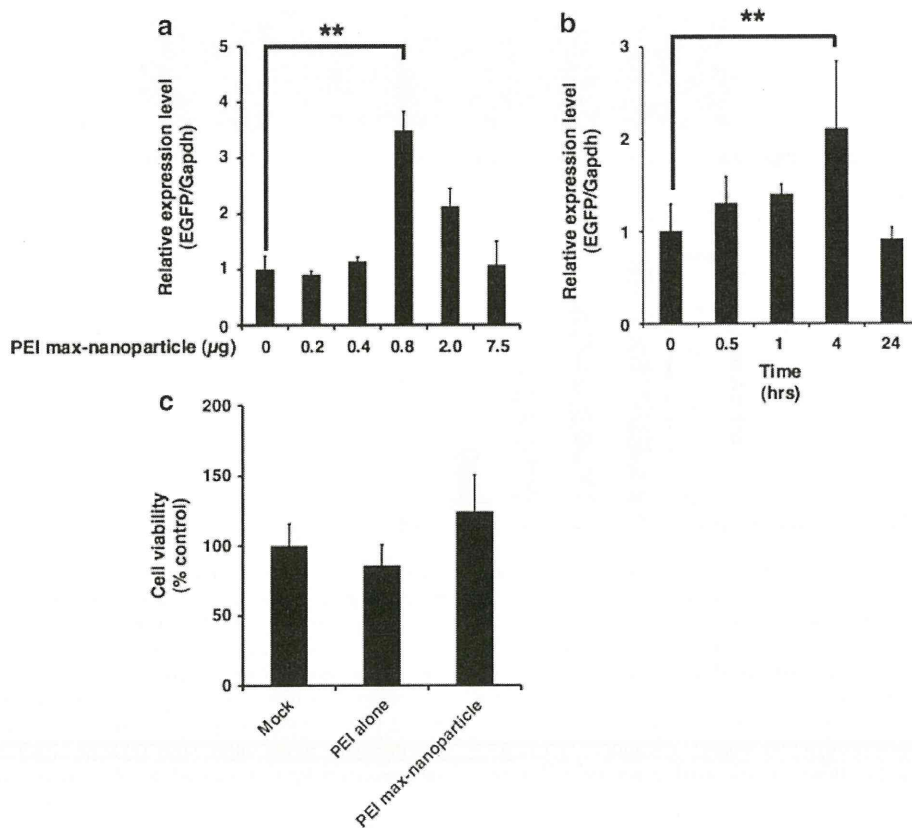 a
**
Relative expression level
(EGFP/Gapdh)
5
4
3
2
1
0
PEI max-nanoparticle (µg) 0 0.2 0.4 0.8 2.0 7.5
b
**
Relative expression level
(EGFP/Gapdh)
3
2
1
0
0 0.5 1 4 24
Time
(hrs)
c
Cell viability
(% control)
200
150
100
50
0
Mock
PEI alone
PEI max-nanoparticle